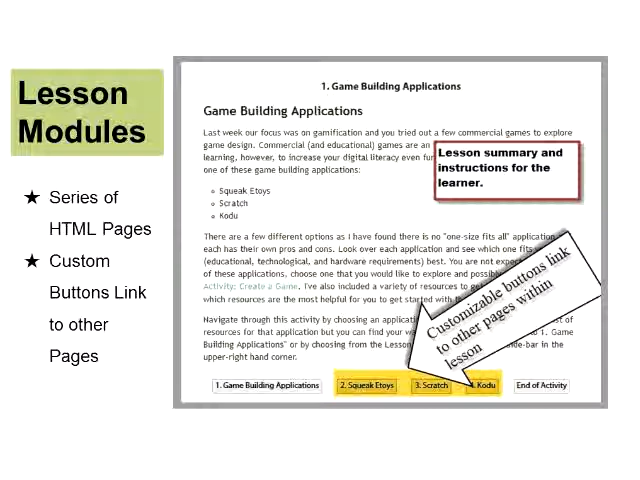 Lesson
Modules
★ Series of
HTML Pages
★ Custom
Buttons Link
to other
Pages
1. Game Building Applications
Game Building Applications
Last week our focus was on gamification and you tried out a few commercial games to explore
game design. Commercial (and educational) games are an
learning, however, to increase your digital literacy even fur
one of these game building applications:
Squeak Etoys
Scratch
Kodu
Lesson summary and
instructions for the
learner.
There are a few different options as I have found there is no "one-size fits all" application
each has their own pros and cons. Look over each application and see which one fits
(educational, technological, and hardware requirements) best. You are not
of these applications, choose one that you would like to explore and
Activity: Create a Game. I've also included a variety of resources to
which resources are the most helpful for you to get started with
Navigate through this activity by choosing an
resources for that application but you can find your 1. Game
Building Applications" or by choosing from the Lesson in the
upper-right hand corner.
Customizable buttons link
to other pages within
lesson
1. Game Building Applications 2. Squeak Etoys 3. Scratch Kodu End of Activity